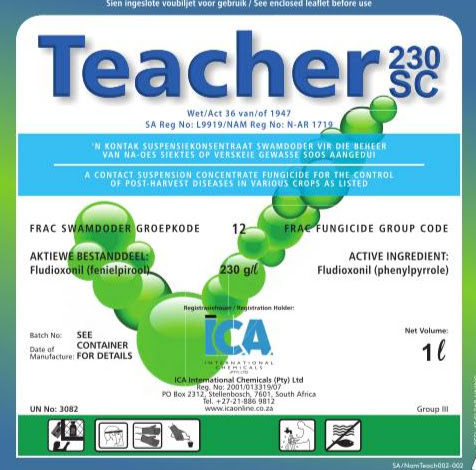 Sien ingeslote voubiljet voor gebruik / See enclosed leaflet before use
Teacher 230 SC
Wet/Act 36 van/of 1947
SA Reg No: L9919/NAM Reg No: N-AR 1719
'N KONTAK SUSPENSIEKONSENTRAAT SWAMDODER VIR DIE BEHEER
VAN NA-OES SIEKTES OP VERSKEIE GEWASSE SOOS AANGEDUI
A CONTACT SUSPENSION CONCENTRATE FUNGICIDE FOR THE CONTROL
OF POST-HARVEST DISEASES IN VARIOUS CROPS AS LISTED
FRAC SWAMDODER GROEPKODE 12 FRAC FUNGICIDE GROUP CODE
AKTIEWE BESTANDDEEL: ACTIVE INGREDIENT:
Fludioxonil (fenielpirool) 230 g/ℓ Fludioxonil (phenylpyrrole)
Registrasiehouer / Registration Holder:
ICA
INTERNATIONAL
CHEMICALS
(PTY) LTD
Batch No: SEE
CONTAINER
Date of
Manufacture: FOR DETAILS
Net Volume:
1 ℓ
ICA International Chemicals (Pty) Ltd
Reg. No: 2001/013319/07
PO Box 2312, Stellenbosch, 7601, South Africa
Tel. +27-21-886 9812
www.icaonline.co.za
UN No: 3082 Group III
SA/NamTeach002-002